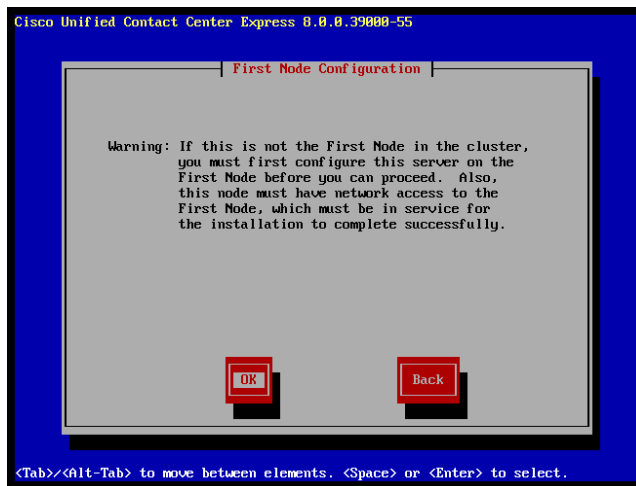 Cisco Unified Contact Center Express 8.0.0.39000-55
First Node Configuration
Warning: If this is not the First Node in the cluster,
you must first configure this server on the
First Node before you can proceed. Also,
this node must have network access to the
First Node, which must be in service for
the installation to complete successfully.
OK Back
<Tab>/<Alt-Tab> to move between elements. <Space> or <Enter> to select.